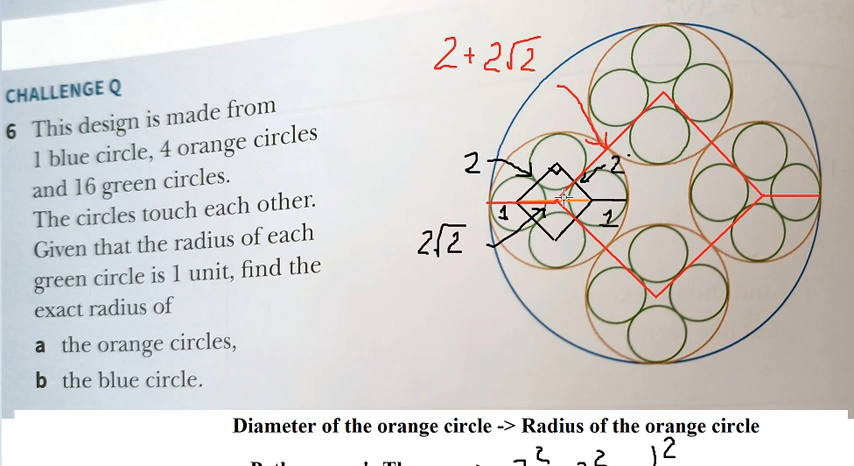 CHALLENGE Q
6 This design is made from
1 blue circle, 4 orange circles
and 16 green circles.
The circles touch each other.
Given that the radius of each
green circle is 1 unit, find the
exact radius of
a the orange circles,
b the blue circle.
2+2√2
2
2
1
1
2√2
Diameter of the orange circle -> Radius of the orange circle